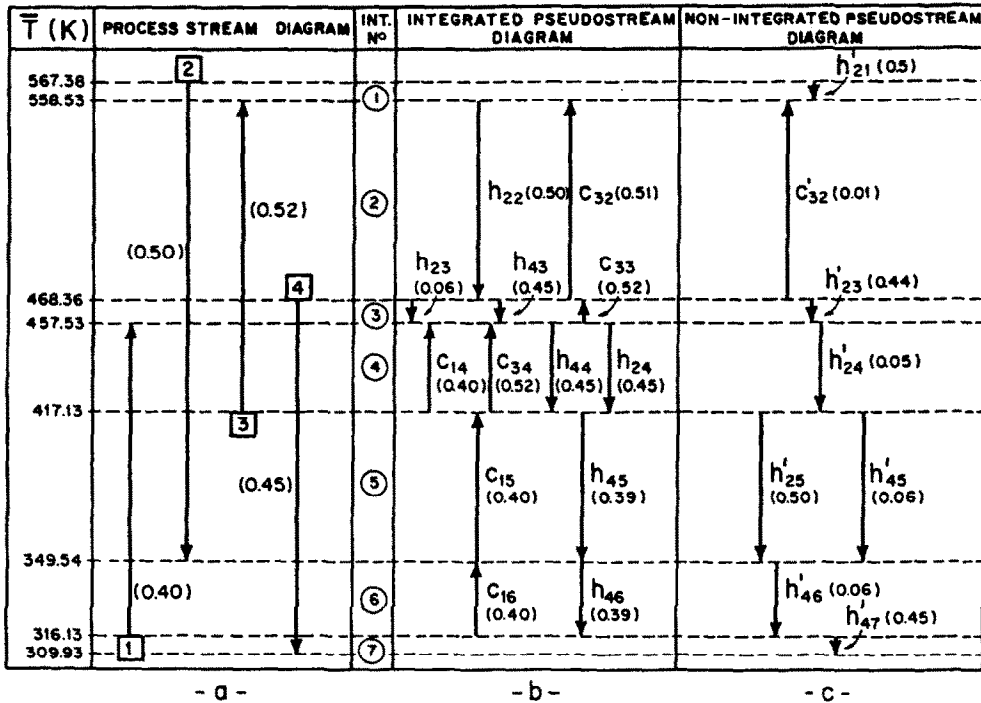 T̅ (K)
PROCESS STREAM DIAGRAM
INT. Nº
INTEGRATED PSEUDOSTREAM DIAGRAM
NON-INTEGRATED PSEUDOSTREAM DIAGRAM
567.38
558.53
468.36
457.53
417.13
349.54
316.13
309.93
2
(0.50)
(0.52)
4
3
(0.45)
(0.40)
1
1
2
3
4
5
6
7
h22 (0.50)
c32 (0.51)
h23 (0.06)
h43 (0.45)
c33 (0.52)
c14 (0.40)
c34 (0.52)
h44 (0.45)
h24 (0.45)
c15 (0.40)
h45 (0.39)
c16 (0.40)
h46 (0.39)
h'21 (0.5)
c'32 (0.01)
h'23 (0.44)
h'24 (0.05)
h'25 (0.50)
h'45 (0.06)
h'46 (0.06)
h'47 (0.45)
- a -
- b -
- c -